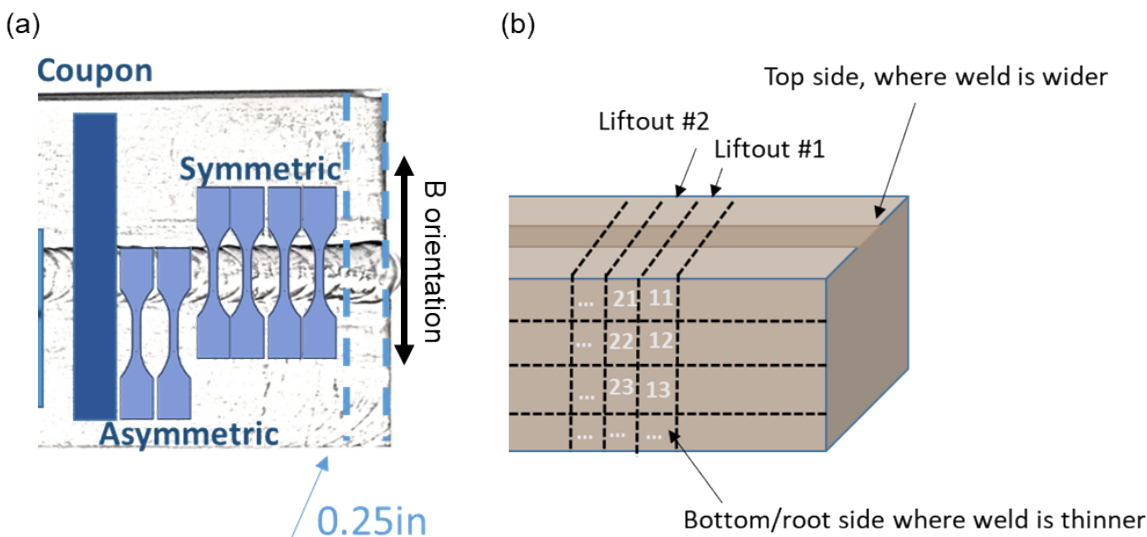 (a)
Coupon
Symmetric
B orientation
Asymmetric
0.25in
(b)
Top side, where weld is wider
Liftout #2
Liftout #1
... 21 11
... 22 12
... 23 13
... ... ...
Bottom/root side where weld is thinner